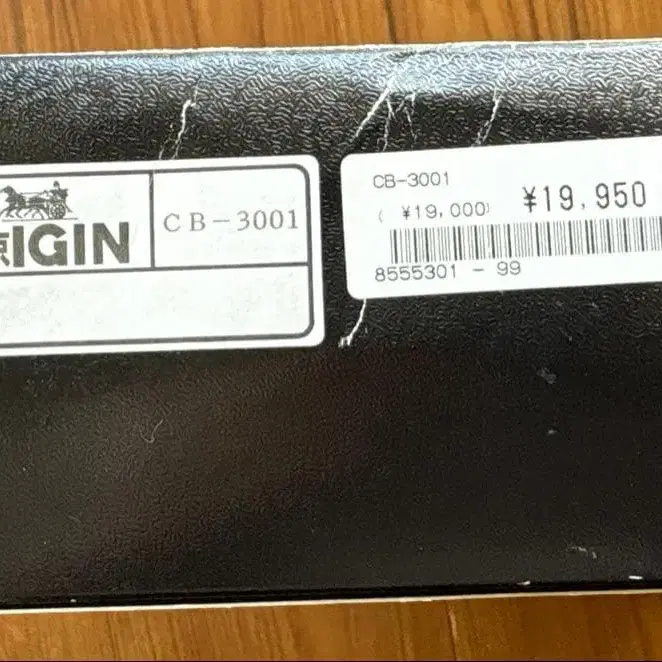 IGIN
CB-3001
CB-3001
( ¥19,000) ¥19,950
8555301 - 99